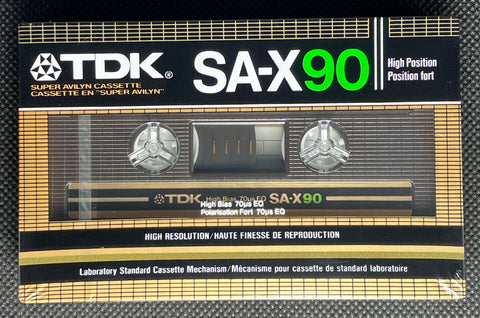 TDK® SA-X90
High Position
Position fort
SUPER AVILYN CASSETTE
CASSETTE EN "SUPER AVILYN"
TDK High Bias 70µs EQ SA-X90
High Bias 70µs EQ
Polarisation Fort 70µs EQ
HIGH RESOLUTION/HAUTE FINESSE DE REPRODUCTION
Laboratory Standard Cassette Mechanism/Mécanisme pour cassette de standard laboratoire